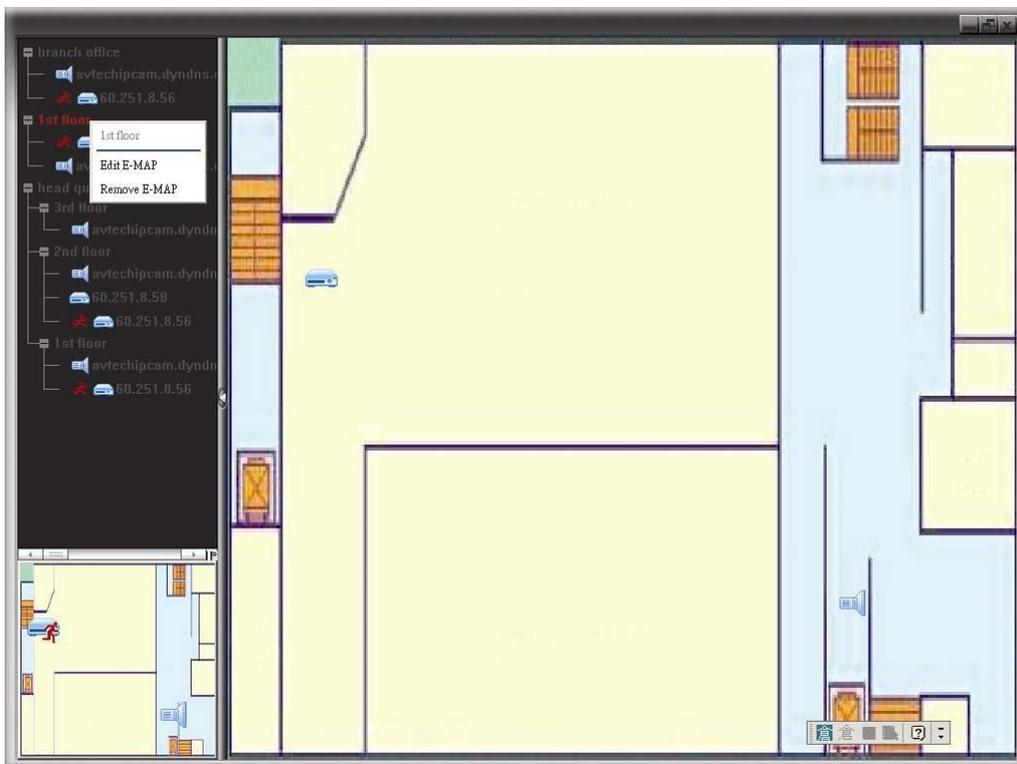 branch office
avtechipcam.dyndns.
60.251.8.56
1st floor
1st floor
Edit E-MAP
Remove E-MAP
head qu
3rd floor
avtechipcam.dyndn
2nd floor
avtechipcam.dyndn
60.251.8.58
60.251.8.56
1st floor
avtechipcam.dyndn
60.251.8.56
倉 倉